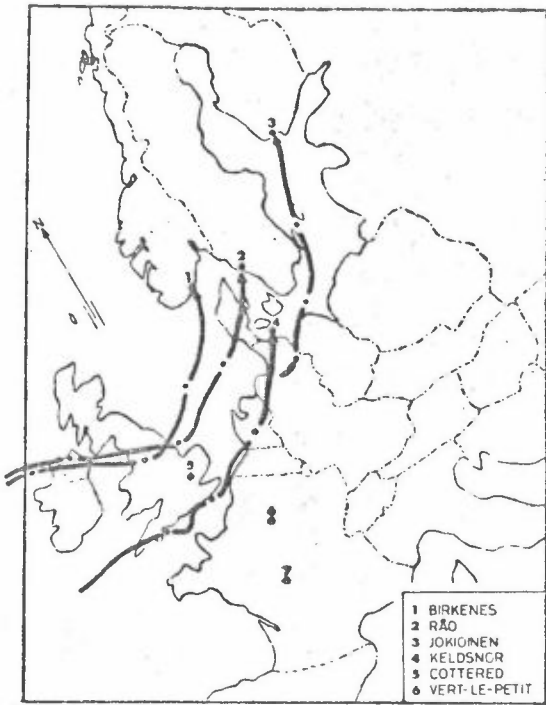 3
N
1
2
4
5
6
7
1 BIRKENES
2 RÅO
3 JOKIOINEN
4 KELDSNOR
5 COTTERED
6 VERT-LE-PETIT